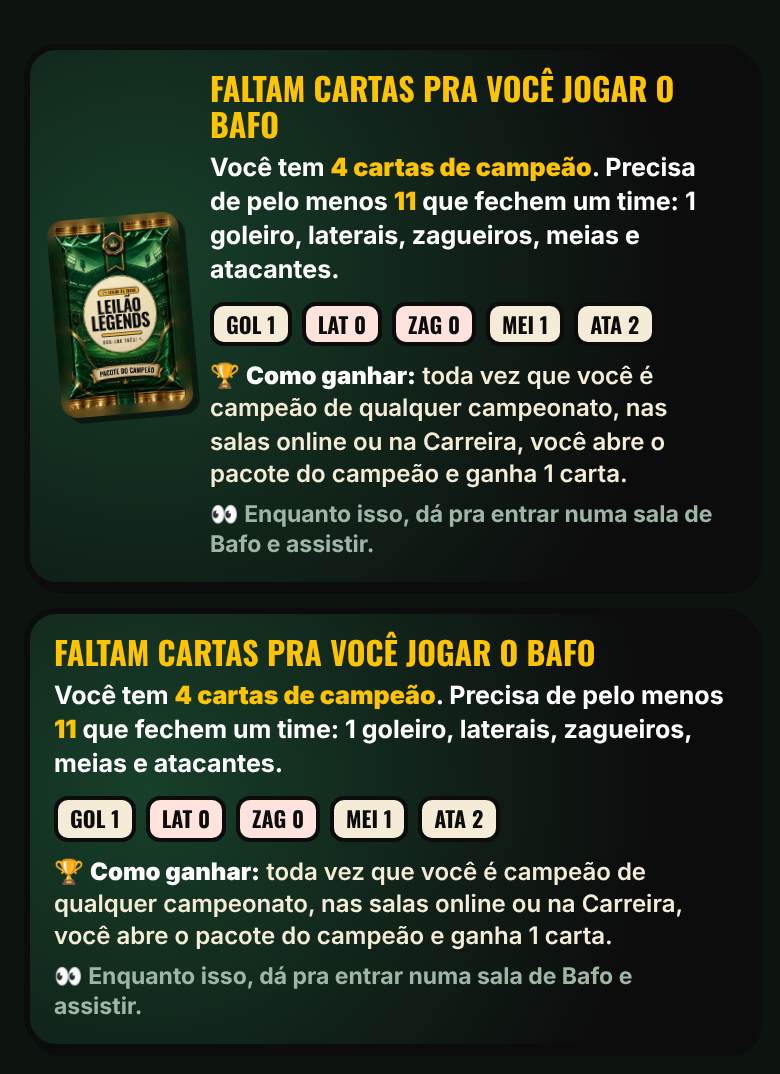 FALTAM CARTAS PRA VOCÊ JOGAR O
BAFO
Você tem 4 cartas de campeão. Precisa
de pelo menos 11 que fechem um time: 1
goleiro, laterais, zagueiros, meias e
atacantes.
GOL 1 LAT 0 ZAG 0 MEI 1 ATA 2
🏆 Como ganhar: toda vez que você é
campeão de qualquer campeonato, nas
salas online ou na Carreira, você abre o
pacote do campeão e ganha 1 carta.
👀 Enquanto isso, dá pra entrar numa sala de
Bafo e assistir.
LEILÃO
LEGENDS
PACOTE DO CAMPEÃO
FALTAM CARTAS PRA VOCÊ JOGAR O BAFO
Você tem 4 cartas de campeão. Precisa de pelo menos
11 que fechem um time: 1 goleiro, laterais, zagueiros,
meias e atacantes.
GOL 1 LAT 0 ZAG 0 MEI 1 ATA 2
🏆 Como ganhar: toda vez que você é campeão de
qualquer campeonato, nas salas online ou na Carreira,
você abre o pacote do campeão e ganha 1 carta.
👀 Enquanto isso, dá pra entrar numa sala de Bafo e
assistir.